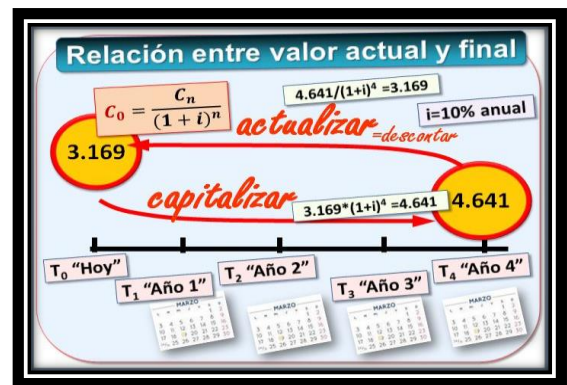 Relación entre valor actual y final
4.641/(1+i)⁴ =3.169
C₀ = Cₙ / (1 + i)ⁿ
i=10% anual
actualizar =descontar
3.169
capitalizar
3.169*(1+i)⁴ =4.641
4.641
T₀ "Hoy"
T₁ "Año 1"
T₂ "Año 2"
T₃ "Año 3"
T₄ "Año 4"
MARZO
MARZO
MARZO
MARZO